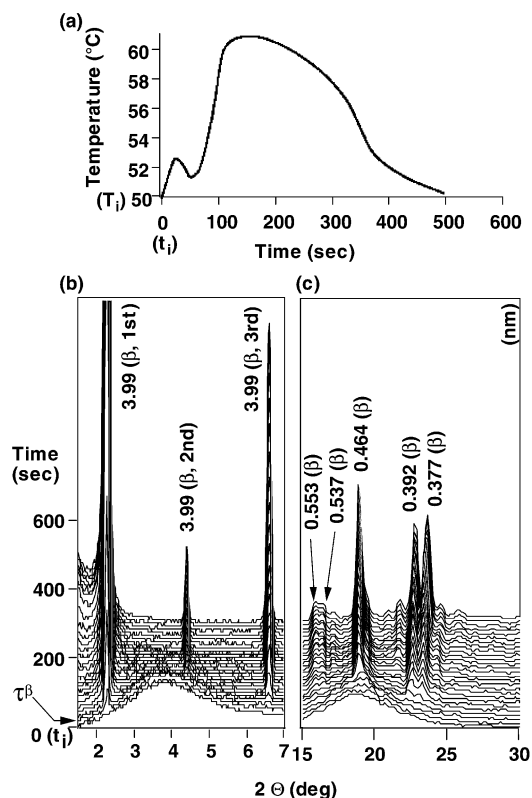 (a)
Temperature (°C)
60
58
56
54
52
(Tᵢ) 50
0 100 200 300 400 500 600
(tᵢ)
Time (sec)
(b)
(c)
3.99 (β, 1st)
3.99 (β, 2nd)
3.99 (β, 3rd)
(nm)
0.553 (β)
0.537 (β)
0.464 (β)
0.392 (β)
0.377 (β)
Time
(sec)
600
400
200
τᵝ
0 (tᵢ)
2 3 4 5 6 7
15 20 25 30
2 Θ (deg)